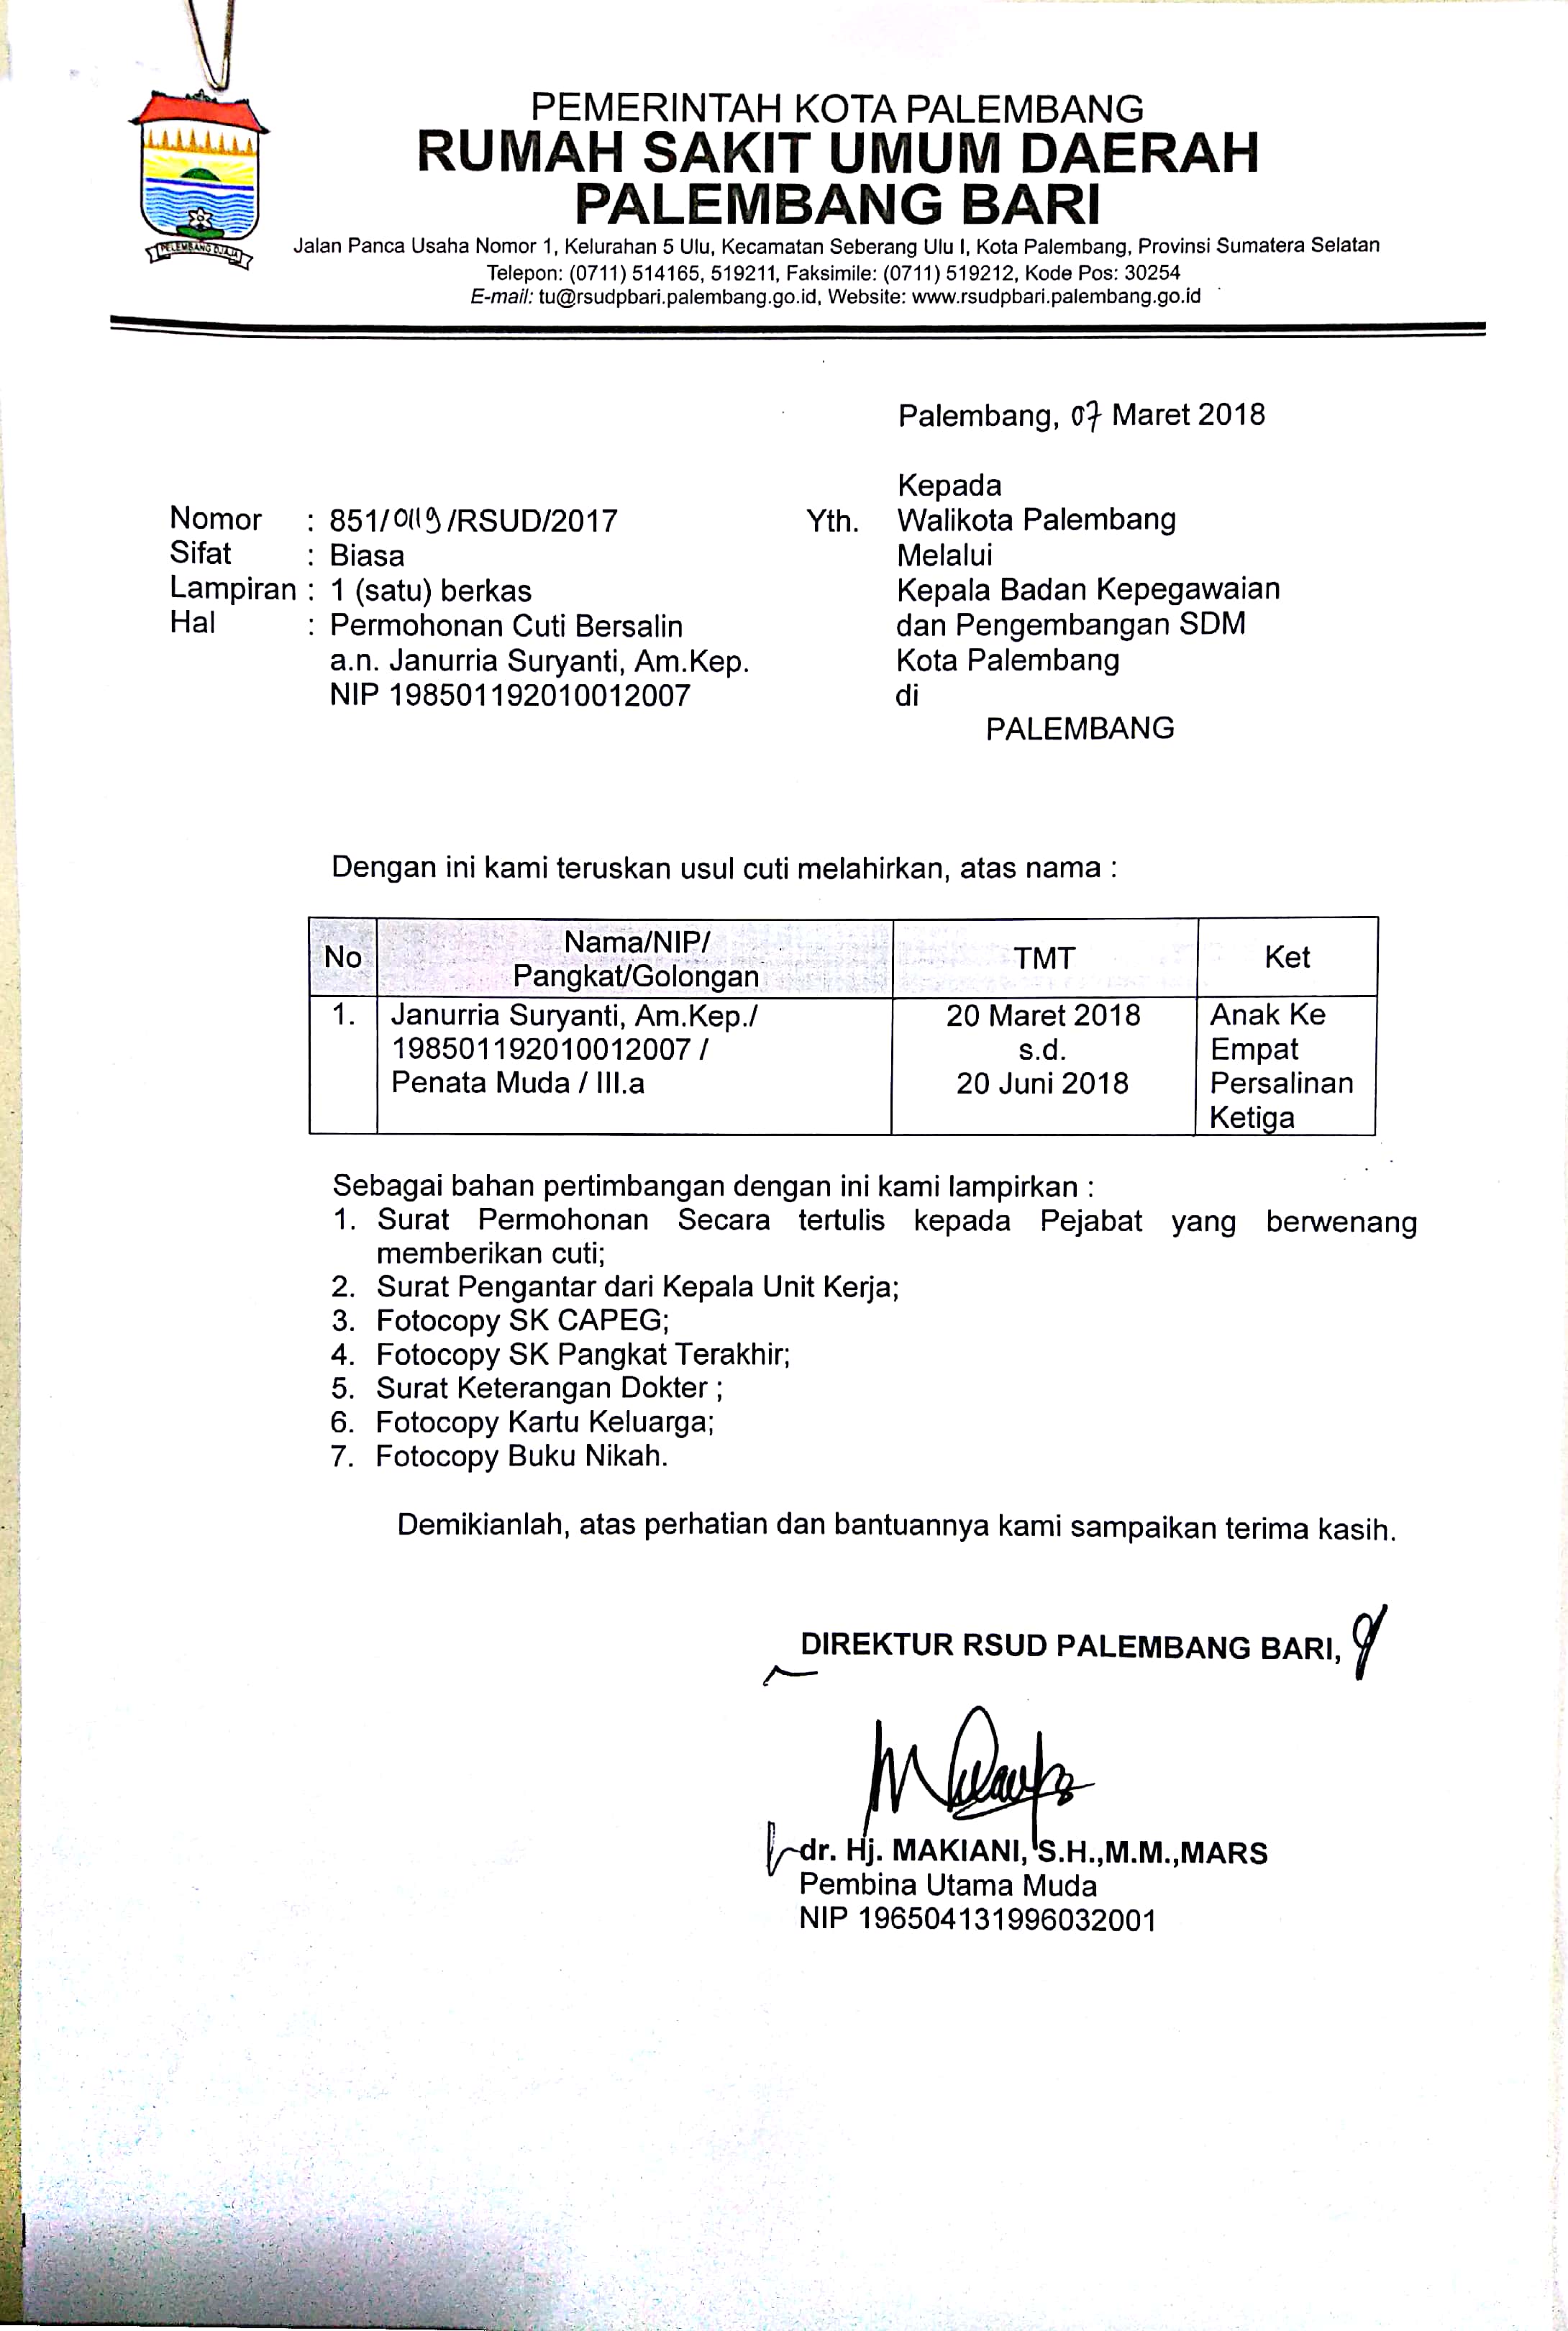 PEMERINTAH KOTA PALEMBANG
RUMAH SAKIT UMUM DAERAH
PALEMBANG BARI
Jalan Panca Usaha Nomor 1, Kelurahan 5 Ulu, Kecamatan Seberang Ulu I, Kota Palembang, Provinsi Sumatera Selatan
Telepon: (0711) 514165, 519211, Faksimile: (0711) 519212, Kode Pos: 30254
E-mail: tu@rsudpbari.palembang.go.id, Website: www.rsudpbari.palembang.go.id
PALEMBANG DJAJA
Palembang, 07 Maret 2018
Nomor : 851/0119/RSUD/2017
Sifat : Biasa
Lampiran : 1 (satu) berkas
Hal : Permohonan Cuti Bersalin
a.n. Janurria Suryanti, Am.Kep.
NIP 198501192010012007
Kepada
Yth. Walikota Palembang
Melalui
Kepala Badan Kepegawaian
dan Pengembangan SDM
Kota Palembang
di
PALEMBANG
Dengan ini kami teruskan usul cuti melahirkan, atas nama :
No Nama/NIP/ TMT Ket
Pangkat/Golongan
1. Janurria Suryanti, Am.Kep./ 20 Maret 2018 Anak Ke
198501192010012007 / s.d. Empat
Penata Muda / III.a 20 Juni 2018 Persalinan
Ketiga
Sebagai bahan pertimbangan dengan ini kami lampirkan :
1. Surat Permohonan Secara tertulis kepada Pejabat yang berwenang
memberikan cuti;
2. Surat Pengantar dari Kepala Unit Kerja;
3. Fotocopy SK CAPEG;
4. Fotocopy SK Pangkat Terakhir;
5. Surat Keterangan Dokter ;
6. Fotocopy Kartu Keluarga;
7. Fotocopy Buku Nikah.
Demikianlah, atas perhatian dan bantuannya kami sampaikan terima kasih.
DIREKTUR RSUD PALEMBANG BARI,
dr. Hj. MAKIANI, S.H.,M.M.,MARS
Pembina Utama Muda
NIP 196504131996032001